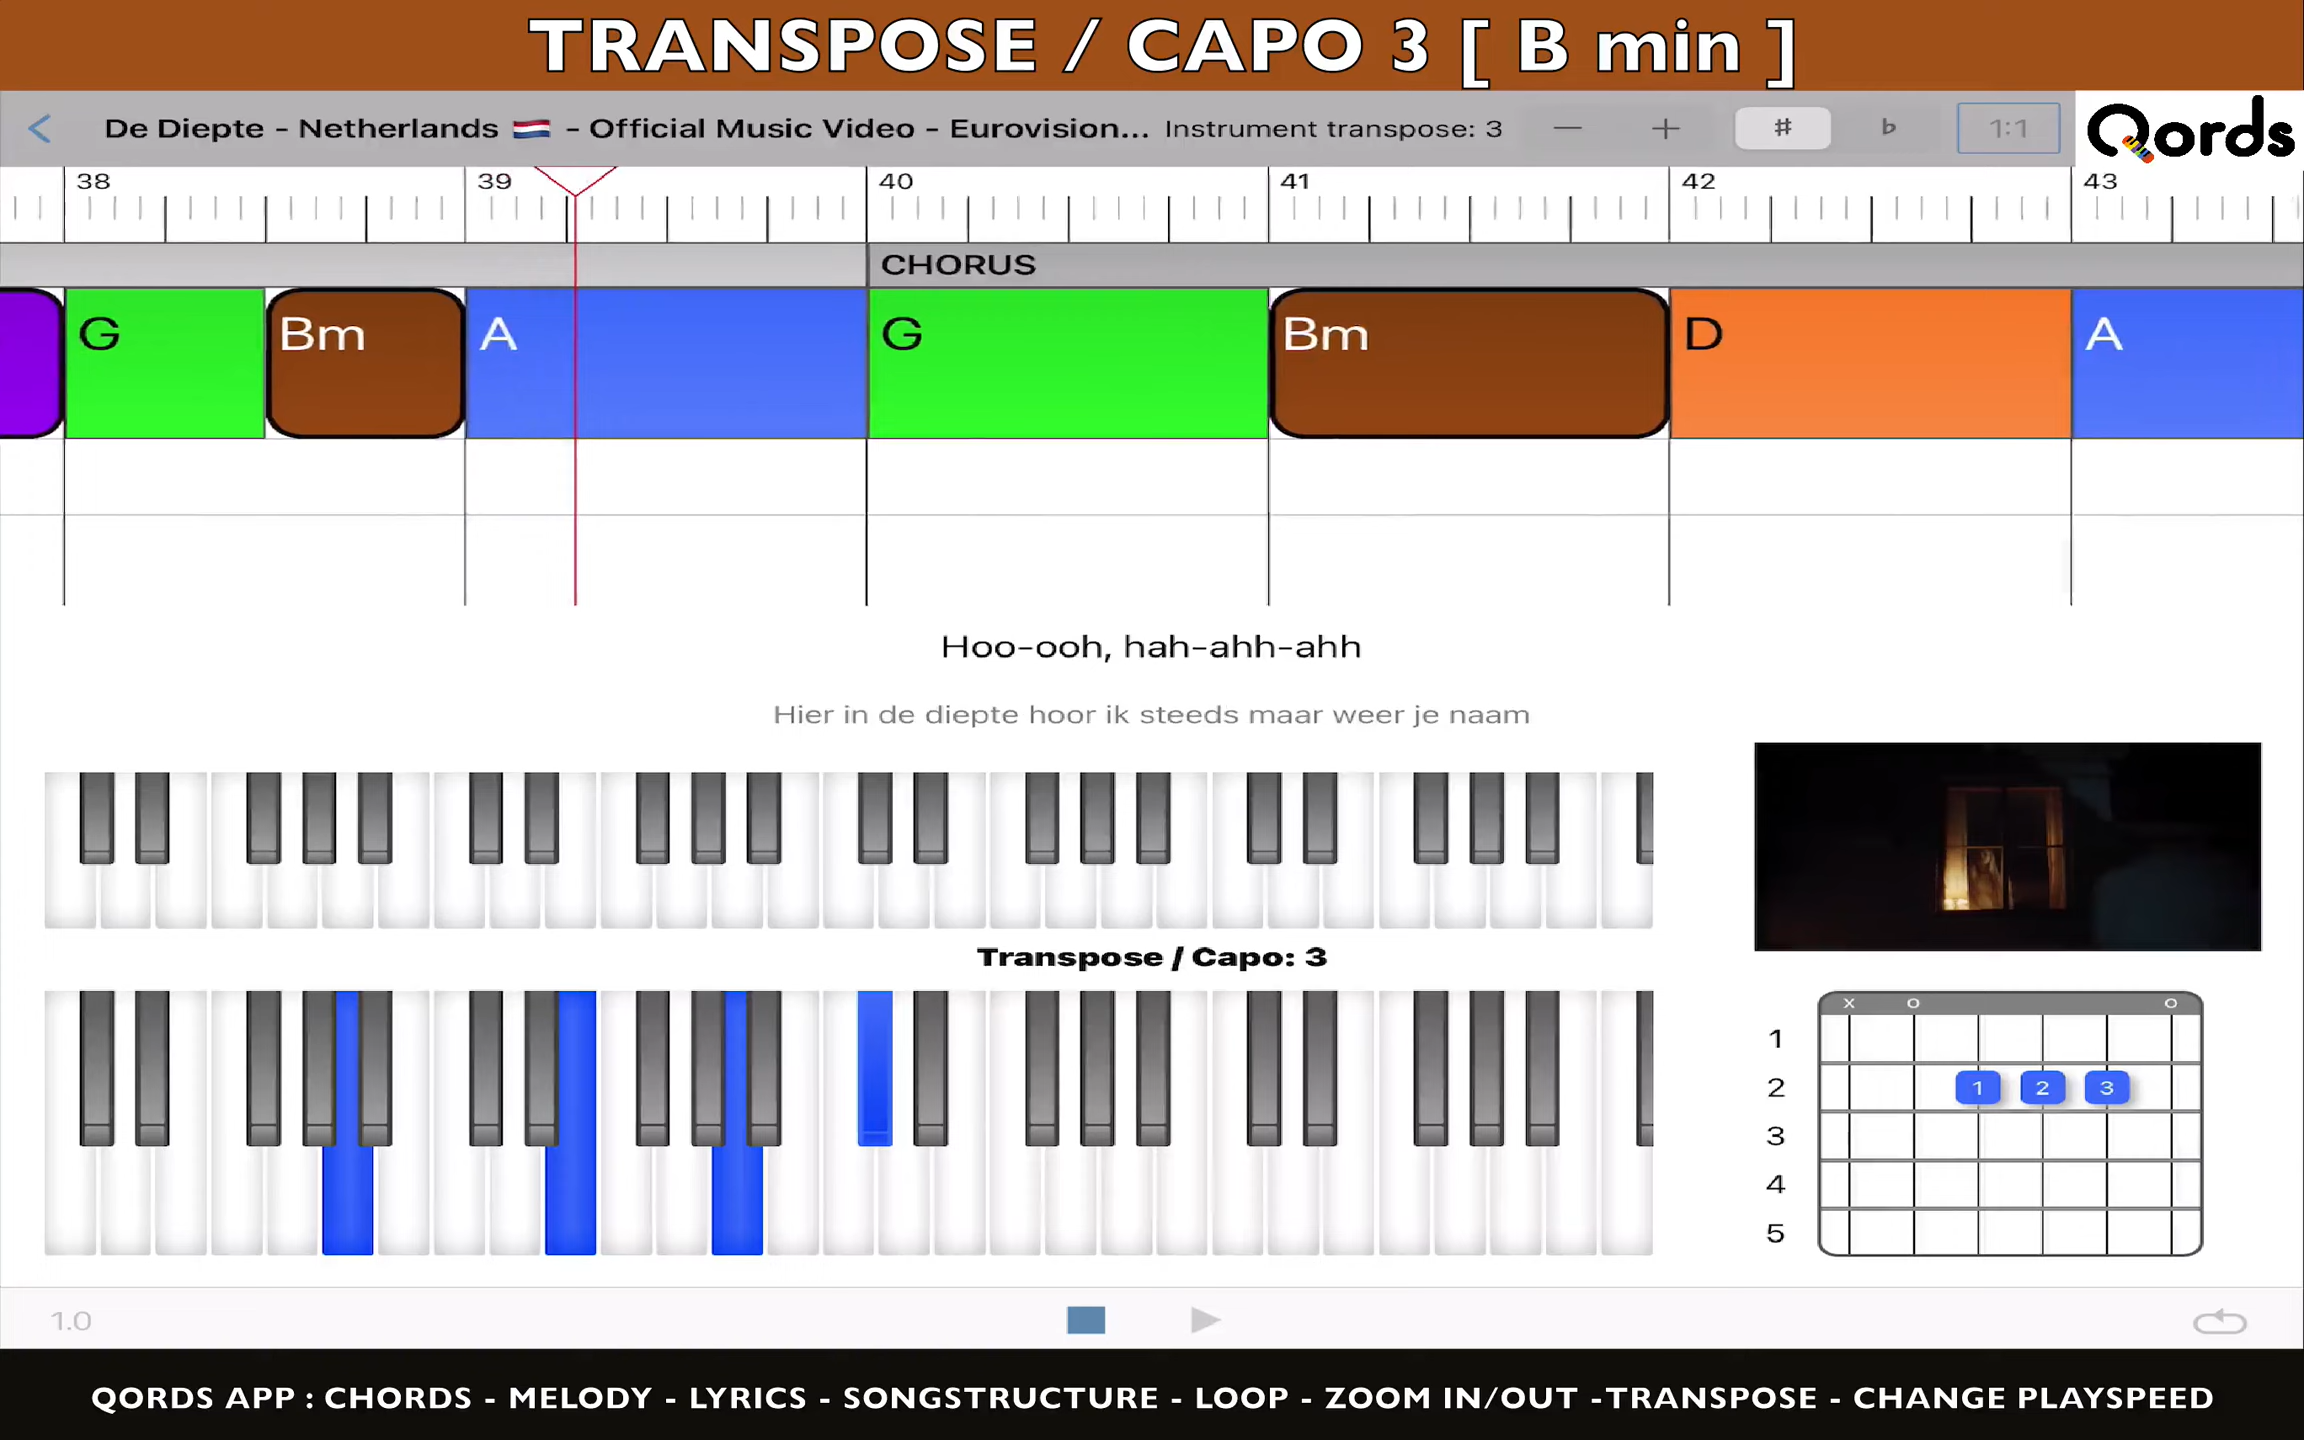 TRANSPOSE / CAPO 3 [ B min ]
De Diepte - Netherlands 🇳🇱 - Official Music Video - Eurovision... Instrument transpose: 3 — + ♯ ♭ 1:1 Qords
38 39 40 41 42 43
CHORUS
G Bm A G Bm D A
Hoo-ooh, hah-ahh-ahh
Hier in de diepte hoor ik steeds maar weer je naam
Transpose / Capo: 3
x o o
1
2 1 2 3
3
4
5
1.0
QORDS APP : CHORDS - MELODY - LYRICS - SONGSTRUCTURE - LOOP - ZOOM IN/OUT -TRANSPOSE - CHANGE PLAYSPEED